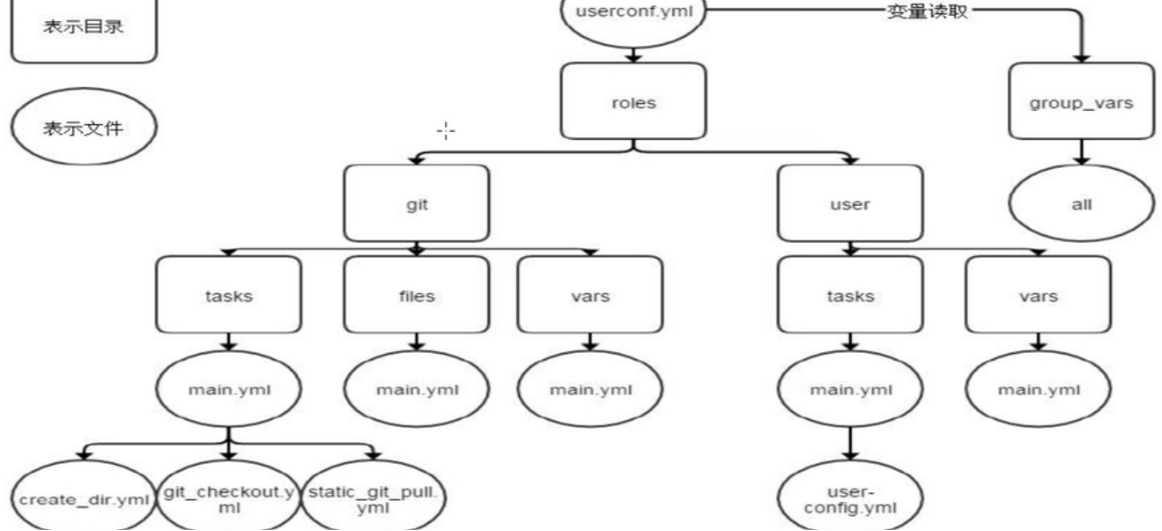 表示目录
userconf.yml
变量读取
roles
group_vars
表示文件
git
user
all
tasks
files
vars
tasks
vars
main.yml
main.yml
main.yml
main.yml
main.yml
create_dir.yml
git_checkout.y
ml
static_git_pull.
yml
user-
config.yml